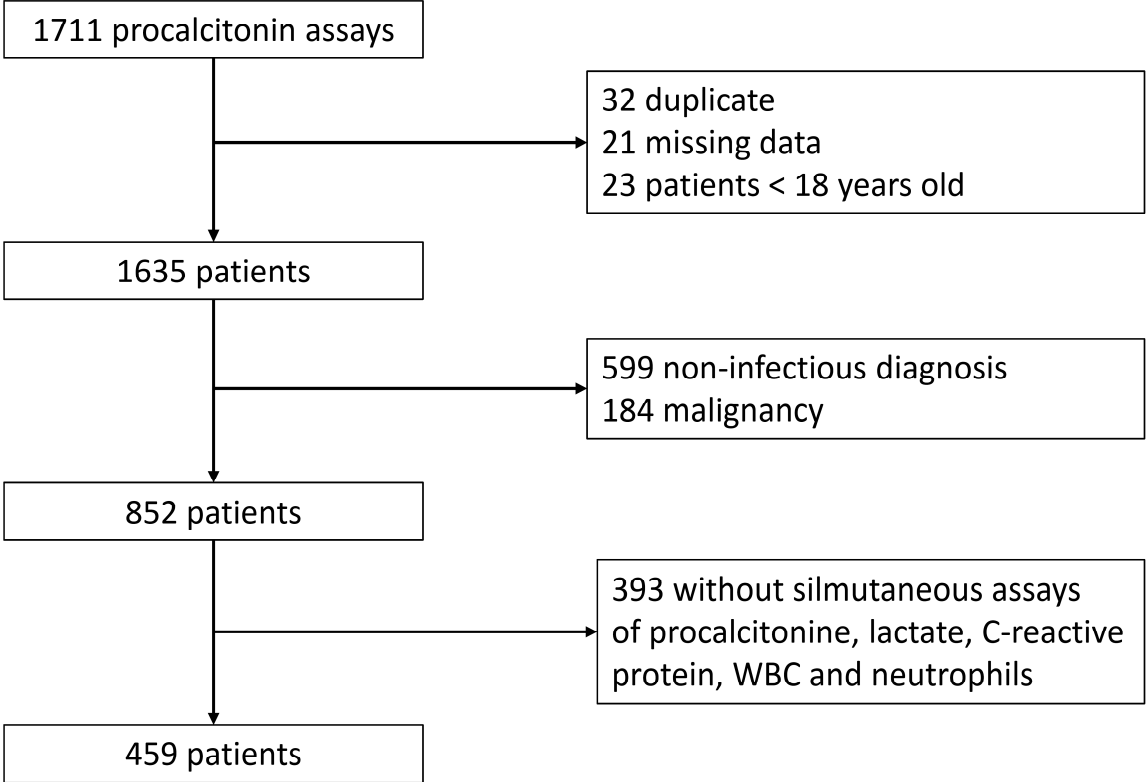 1711 procalcitonin assays
32 duplicate
21 missing data
23 patients < 18 years old
1635 patients
599 non-infectious diagnosis
184 malignancy
852 patients
393 without silmutaneous assays
of procalcitonine, lactate, C-reactive
protein, WBC and neutrophils
459 patients